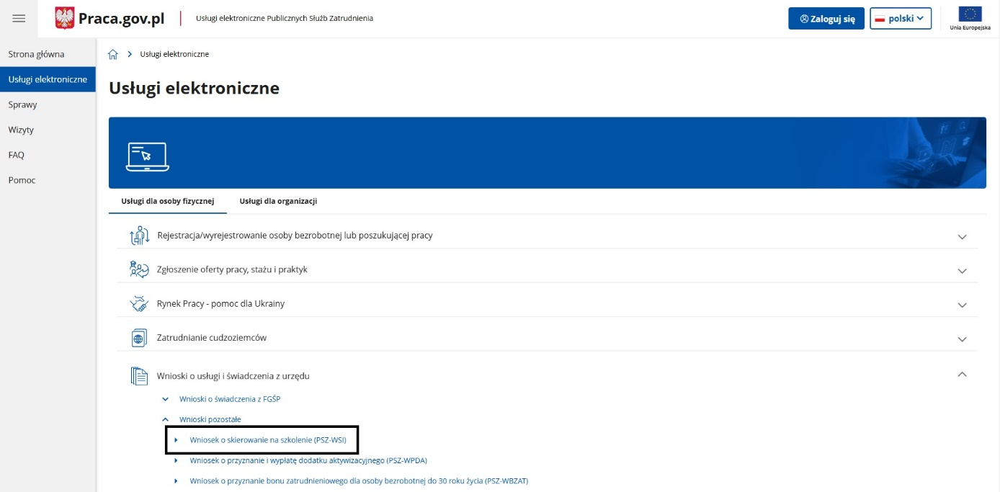 Praca.gov.pl
Usługi elektroniczne Publicznych Służb Zatrudnienia
Zaloguj się
polski
Unia Europejska
Strona główna
Usługi elektroniczne
Sprawy
Wizyty
FAQ
Pomoc
Usługi elektroniczne
Usługi elektroniczne
Usługi dla osoby fizycznej
Usługi dla organizacji
Rejestracja/wyrejestrowanie osoby bezrobotnej lub poszukującej pracy
Zgłoszenie oferty pracy, stażu i praktyk
Rynek Pracy - pomoc dla Ukrainy
Zatrudnianie cudzoziemców
Wnioski o usługi i świadczenia z urzędu
Wnioski o świadczenia z FGŚP
Wnioski pozostałe
Wniosek o skierowanie na szkolenie (PSZ-WSI)
Wniosek o przyznanie i wypłatę dodatku aktywizacyjnego (PSZ-WPDA)
Wniosek o przyznanie bonu zatrudnieniowego dla osoby bezrobotnej do 30 roku życia (PSZ-WBZAT)